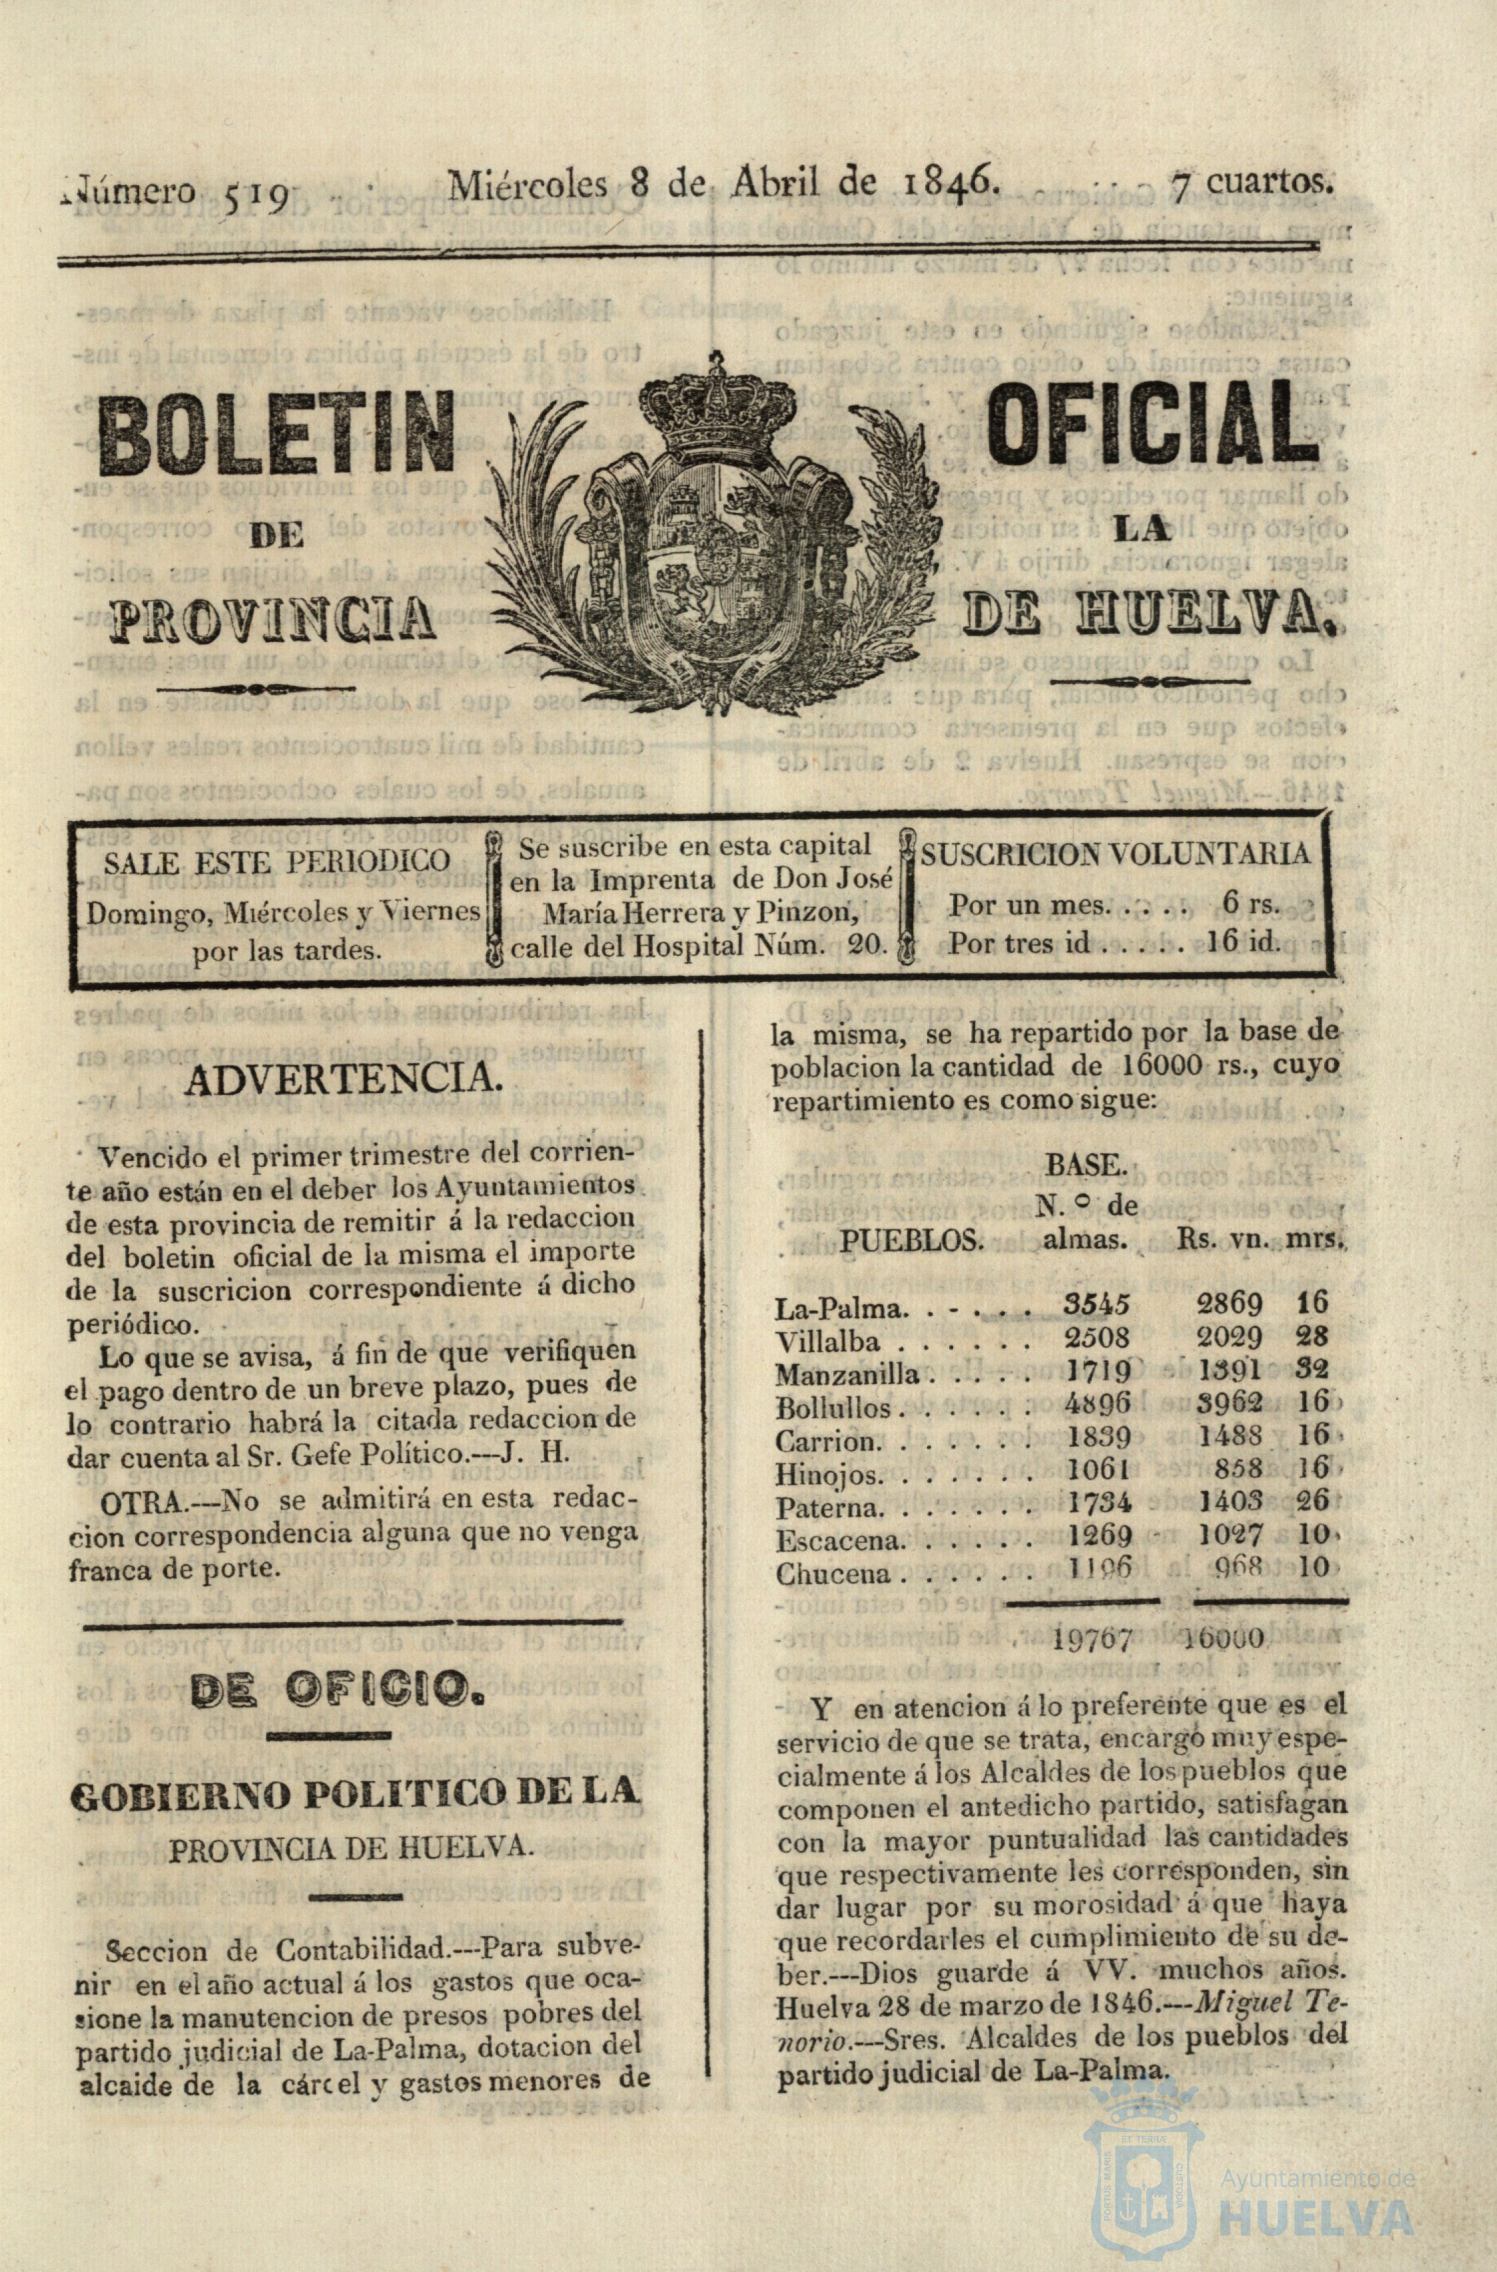 Número 519
Miércoles 8 de Abril de 1846.
7 cuartos.
BOLETIN OFICIAL
DE LA
PROVINCIA DE HUELVA.
SALE ESTE PERIODICO
Domingo, Miércoles y Viernes
por las tardes.
Se suscribe en esta capital
en la Imprenta de Don José
María Herrera y Pinzon,
calle del Hospital Núm. 20.
SUSCRICION VOLUNTARIA
Por un mes. . . . . 6 rs.
Por tres id . . . . . 16 id.
ADVERTENCIA.
Vencido el primer trimestre del corrien-
te año están en el deber los Ayuntamientos
de esta provincia de remitir á la redaccion
del boletin oficial de la misma el importe
de la suscricion correspondiente á dicho
periódico.
Lo que se avisa, á fin de que verifiquen
el pago dentro de un breve plazo, pues de
lo contrario habrá la citada redaccion de
dar cuenta al Sr. Gefe Político.---J. H.
OTRA.---No se admitirá en esta redac-
cion correspondencia alguna que no venga
franca de porte.
DE OFICIO.
GOBIERNO POLITICO DE LA
PROVINCIA DE HUELVA.
Seccion de Contabilidad.---Para subve-
nir en el año actual á los gastos que oca-
sione la manutencion de presos pobres del
partido judicial de La-Palma, dotacion del
alcaide de la cárcel y gastos menores de
la misma, se ha repartido por la base de
poblacion la cantidad de 16000 rs., cuyo
repartimiento es como sigue:
BASE.
N.º de
PUEBLOS. almas. Rs. vn. mrs.
La-Palma. . - . . . . 3545 2869 16
Villalba . . . . . . 2508 2029 28
Manzanilla . . . . . 1719 1391 32
Bollullos . . . . . . 4896 3962 16
Carrion. . . . . . . 1839 1488 16
Hinojos. . . . . . . 1061 858 16
Paterna. . . . . . . 1734 1403 26
Escacena. . . . . . 1269 1027 10
Chucena . . . . . . 1196 968 10
19767 16000
Y en atencion á lo preferente que es el
servicio de que se trata, encargo muy espe-
cialmente á los Alcaldes de los pueblos que
componen el antedicho partido, satisfagan
con la mayor puntualidad las cantidades
que respectivamente les corresponden, sin
dar lugar por su morosidad á que haya
que recordarles el cumplimiento de su de-
ber.---Dios guarde á VV. muchos años.
Huelva 28 de marzo de 1846.---Miguel Te-
norio.---Sres. Alcaldes de los pueblos del
partido judicial de La-Palma.
Ayuntamiento de
HUELVA